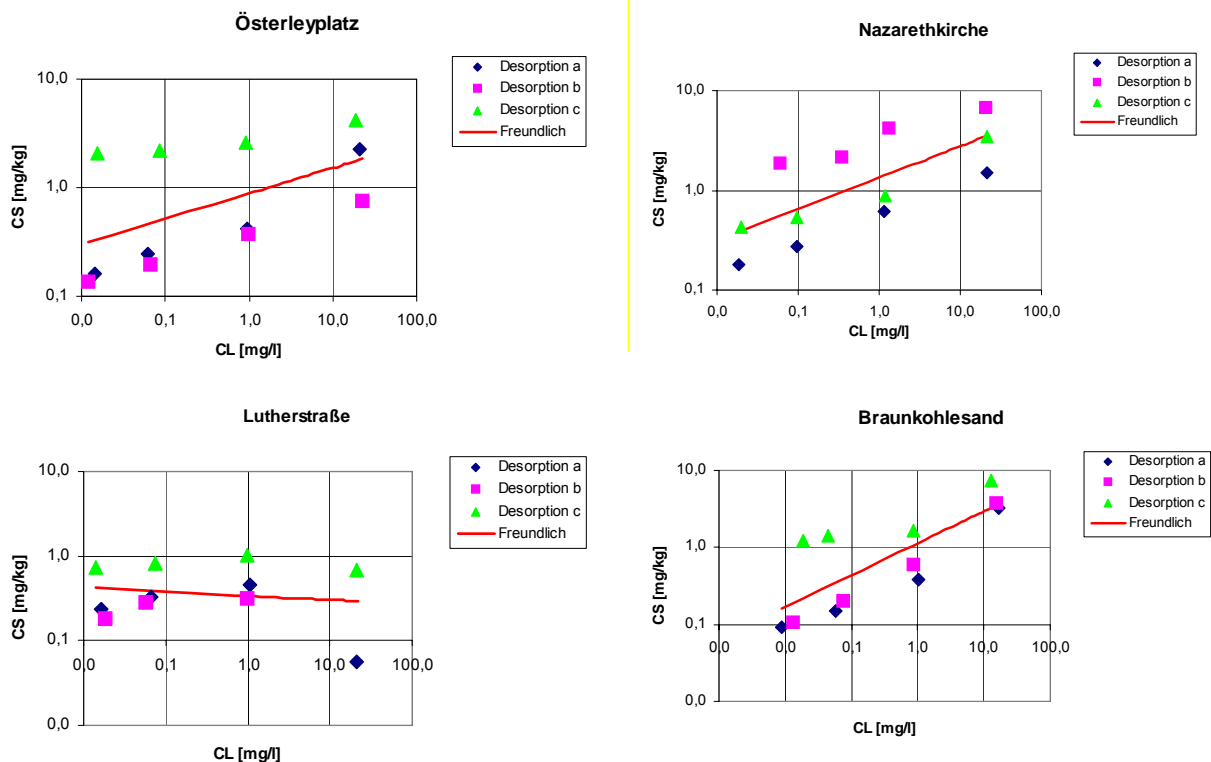 Österleyplatz
Desorption a
Desorption b
Desorption c
Freundlich
CS [mg/kg]
10,0
1,0
0,1
0,0 0,1 1,0 10,0 100,0
CL [mg/l]
Nazarethkirche
Desorption a
Desorption b
Desorption c
Freundlich
CS [mg/kg]
10,0
1,0
0,1
0,0 0,1 1,0 10,0 100,0
CL [mg/l]
Lutherstraße
Desorption a
Desorption b
Desorption c
Freundlich
CS [mg/kg]
10,0
1,0
0,1
0,0
0,0 0,1 1,0 10,0 100,0
CL [mg/l]
Braunkohlesand
Desorption a
Desorption b
Desorption c
Freundlich
CS [mg/kg]
10,0
1,0
0,1
0,0
0,0 0,0 0,1 1,0 10,0 100,0
CL [mg/l]